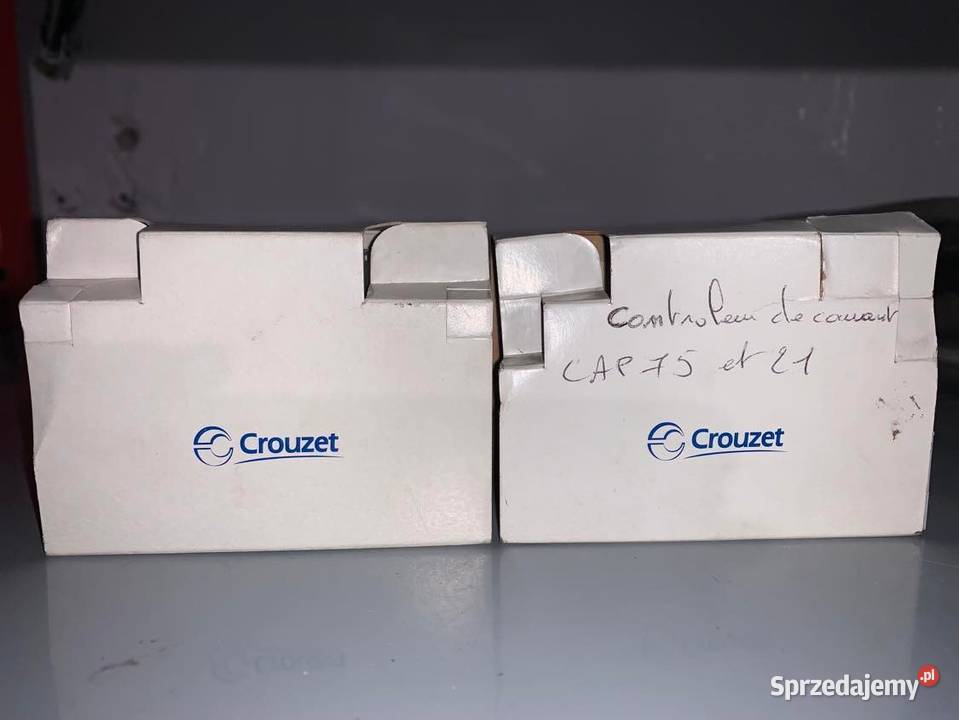 Controleur de courant
CAP 75 et 21
Crouzet
Crouzet
Sprzedajemy.pl